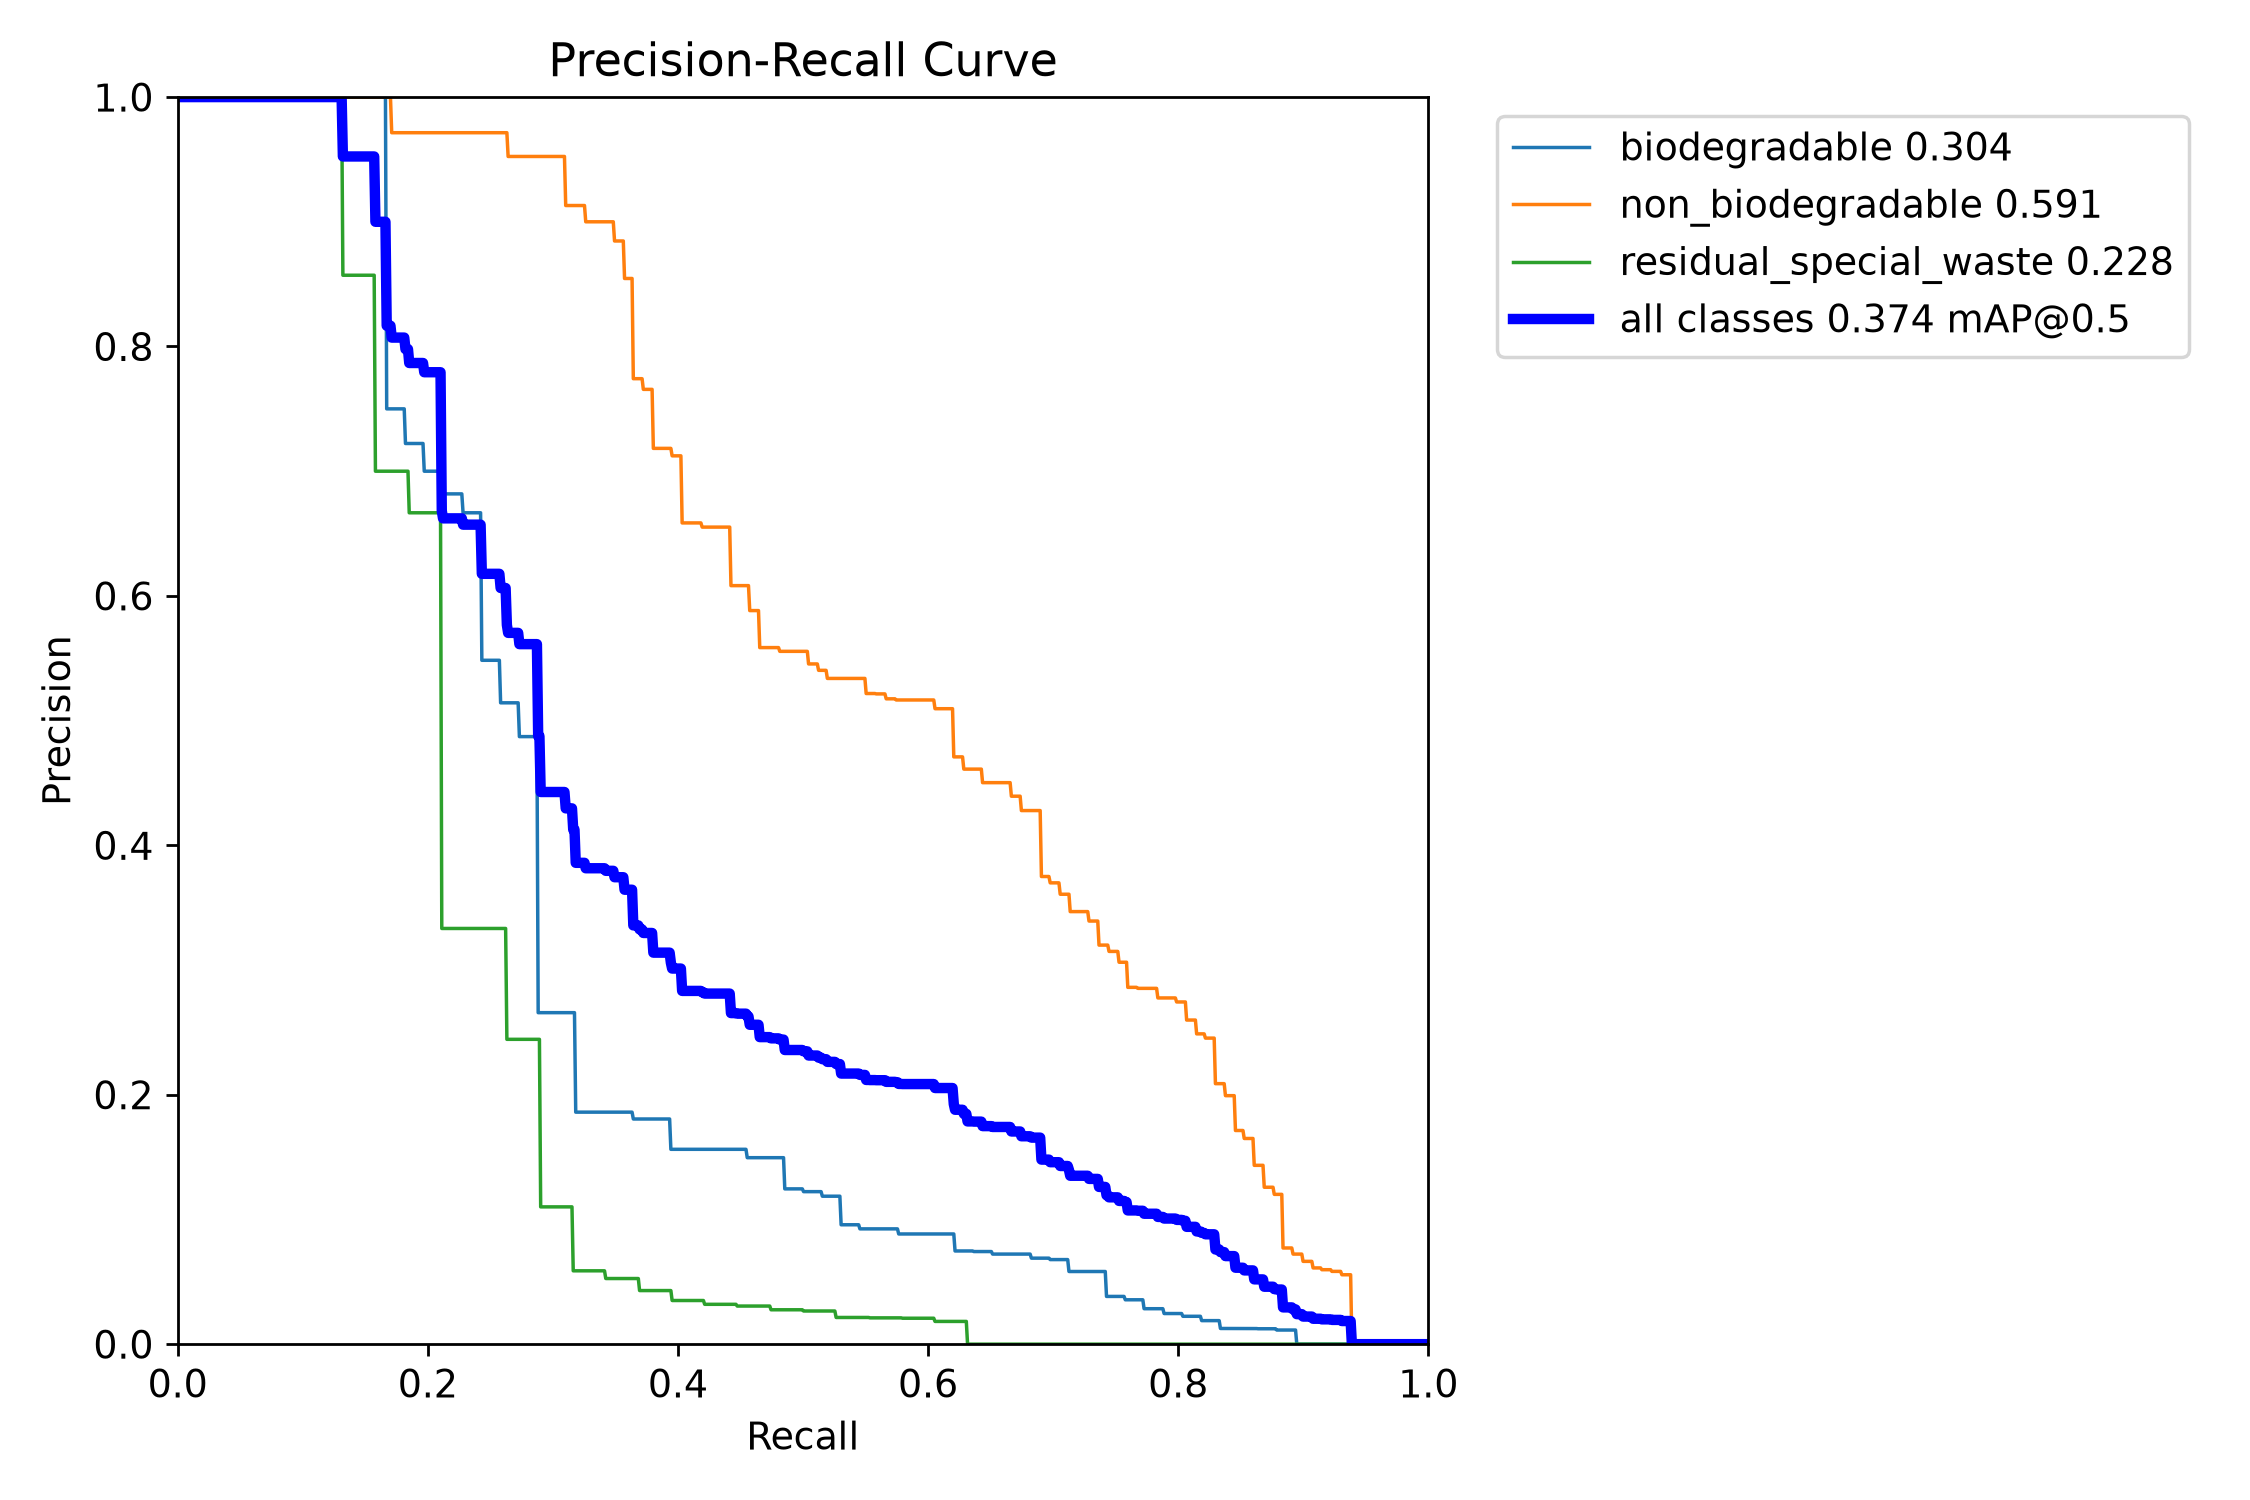 Precision-Recall Curve
1.0
0.8
0.6
0.4
0.2
0.0
Precision
0.0 0.2 0.4 0.6 0.8 1.0
Recall
biodegradable 0.304
non_biodegradable 0.591
residual_special_waste 0.228
all classes 0.374 mAP@0.5